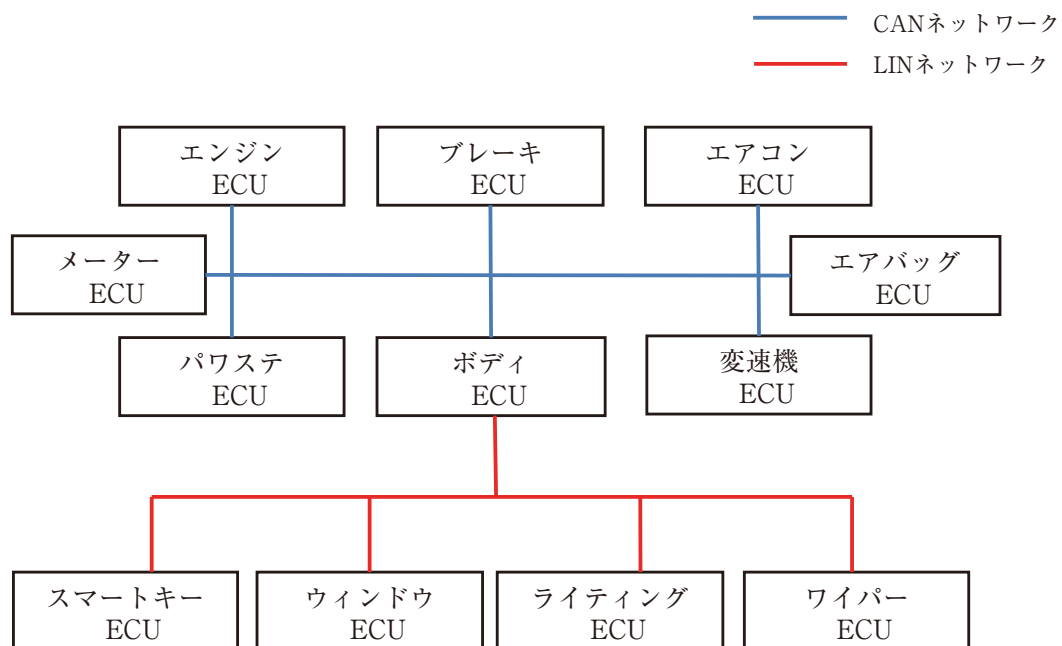 CANネットワーク
LINネットワーク
エンジン
ECU
ブレーキ
ECU
エアコン
ECU
メーター
ECU
エアバッグ
ECU
パワステ
ECU
ボディ
ECU
変速機
ECU
スマートキー
ECU
ウィンドウ
ECU
ライティング
ECU
ワイパー
ECU